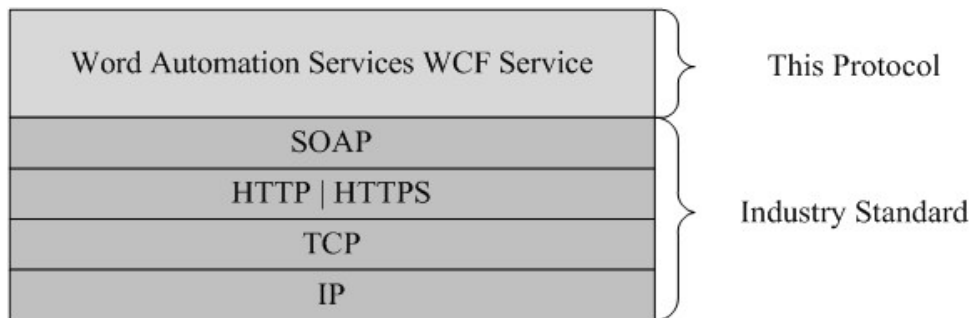 Word Automation Services WCF Service
This Protocol
SOAP
HTTP | HTTPS
TCP
IP
Industry Standard